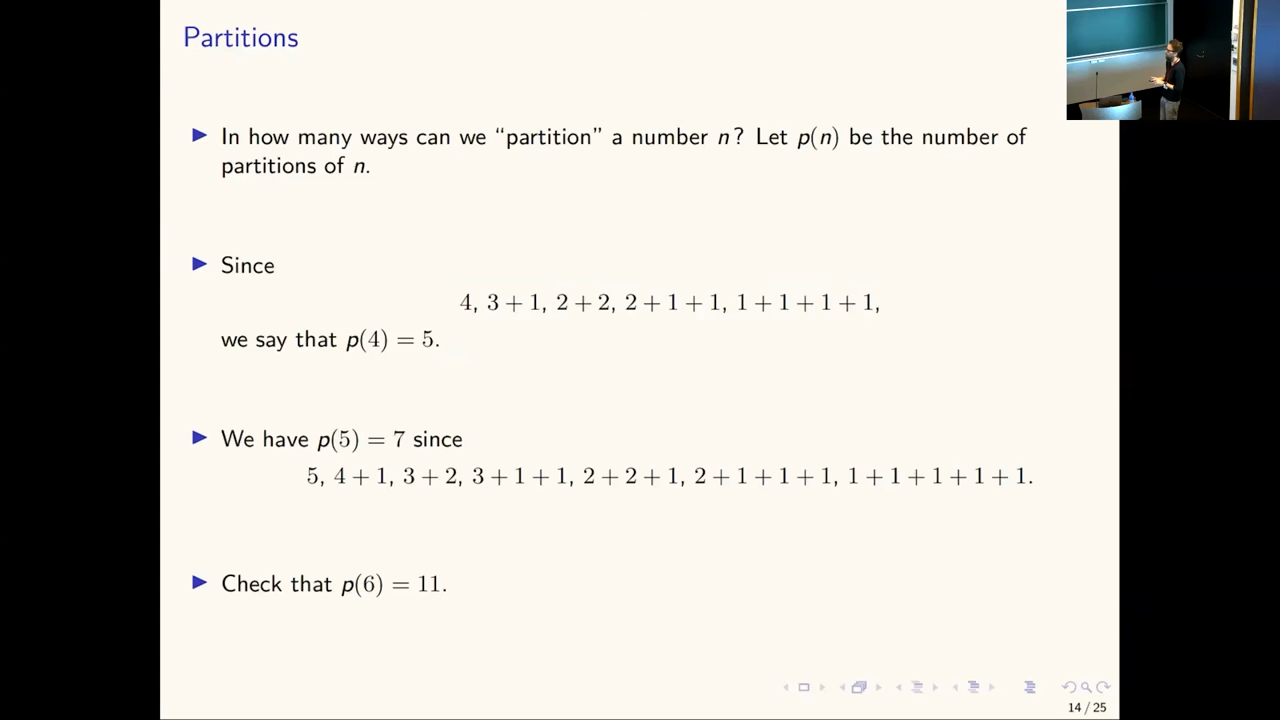 Partitions
▶ In how many ways can we “partition” a number n? Let p(n) be the number of
partitions of n.
▶ Since
4, 3 + 1, 2 + 2, 2 + 1 + 1, 1 + 1 + 1 + 1,
we say that p(4) = 5.
▶ We have p(5) = 7 since
5, 4 + 1, 3 + 2, 3 + 1 + 1, 2 + 2 + 1, 2 + 1 + 1 + 1, 1 + 1 + 1 + 1 + 1.
▶ Check that p(6) = 11.
14 / 25